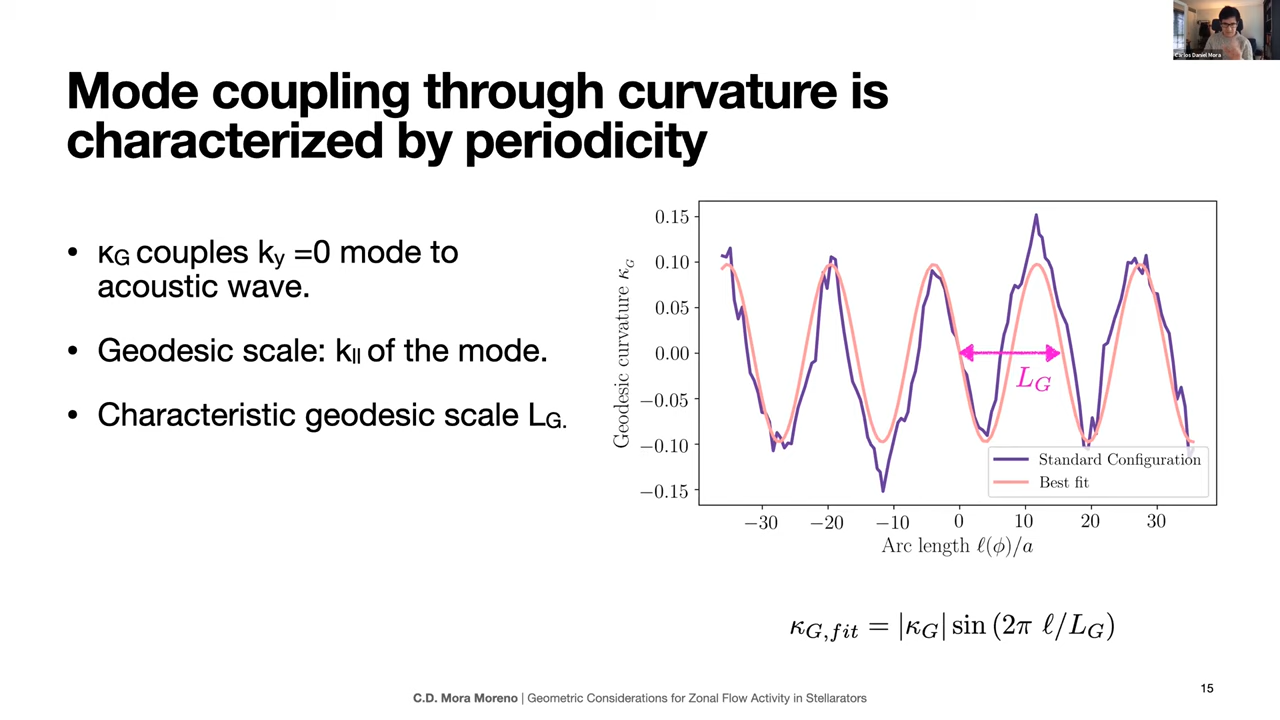 Carlos Daniel Mora
Mode coupling through curvature is
characterized by periodicity
• κG couples ky =0 mode to
acoustic wave.
• Geodesic scale: k|| of the mode.
• Characteristic geodesic scale LG.
Geodesic curvature κG
0.15
0.10
0.05
0.00
−0.05
−0.10
−0.15
LG
Standard Configuration
Best fit
−30 −20 −10 0 10 20 30
Arc length ℓ(ϕ)/a
κG,fit = |κG| sin (2π ℓ/LG)
C.D. Mora Moreno | Geometric Considerations for Zonal Flow Activity in Stellarators
15